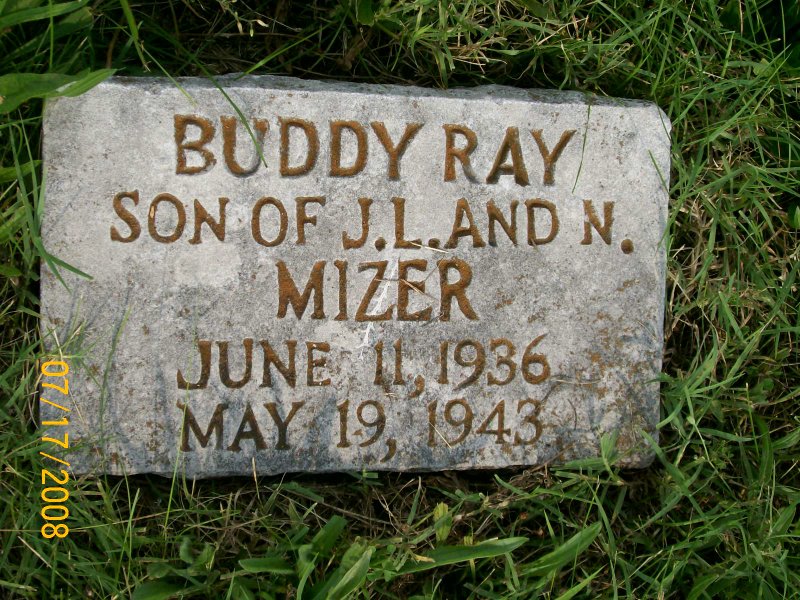 BUDDY RAY
SON OF J.L. AND N.
MIZER
JUNE 11, 1936
MAY 19, 1943
07/17/2008